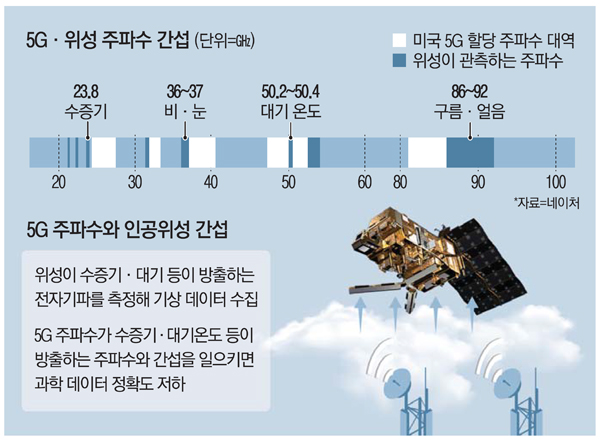 5G · 위성 주파수 간섭 (단위=㎓)
미국 5G 할당 주파수 대역
위성이 관측하는 주파수
23.8
수증기
36~37
비 · 눈
50.2~50.4
대기 온도
86~92
구름 · 얼음
20 30 40 50 60 80 90 100
*자료=네이처
5G 주파수와 인공위성 간섭
위성이 수증기 · 대기 등이 방출하는
전자기파를 측정해 기상 데이터 수집
5G 주파수가 수증기 · 대기온도 등이
방출하는 주파수와 간섭을 일으키면
과학 데이터 정확도 저하